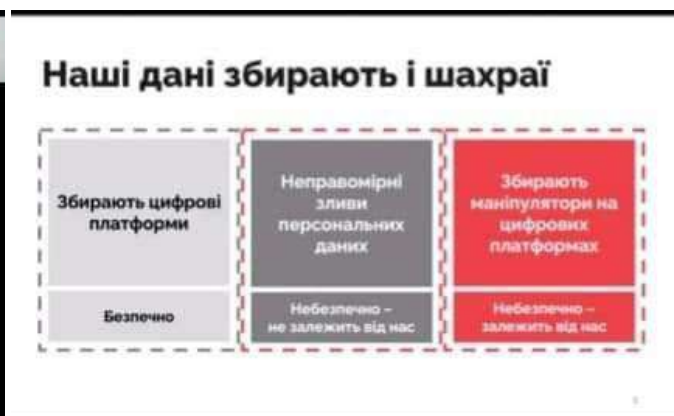 Наші дані збирають і шахраї
Збирають цифрові
платформи
Неправомірні
зливи
персональних
даних
Збирають
маніпулятори на
цифрових
платформах
Безпечно
Небезпечно –
не залежить від нас
Небезпечно –
залежить від нас